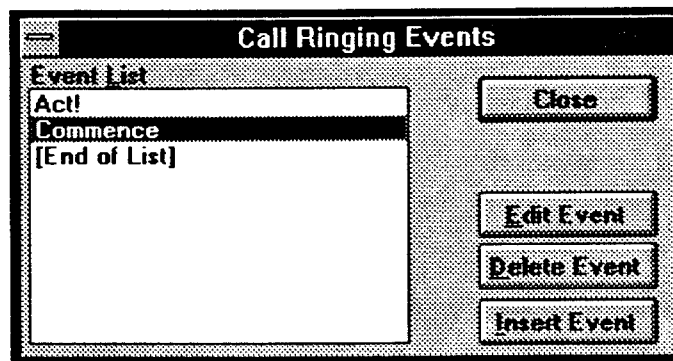 Call Ringing Events
Event List
Act!
Commence
[End of List]
Close
Edit Event
Delete Event
Insert Event